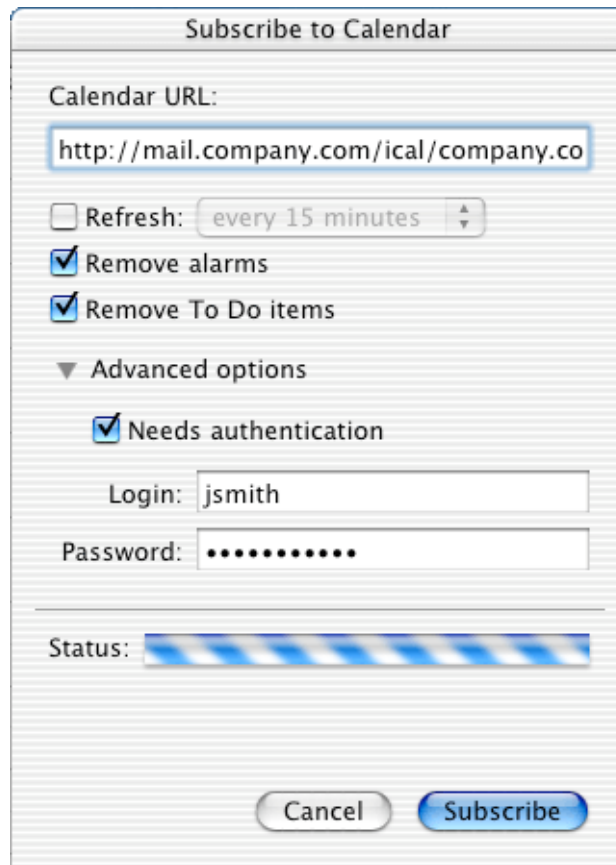 Subscribe to Calendar
Calendar URL:
http://mail.company.com/ical/company.co
Refresh: every 15 minutes
Remove alarms
Remove To Do items
Advanced options
Needs authentication
Login: jsmith
Password: •••••••••••
Status:
Cancel Subscribe